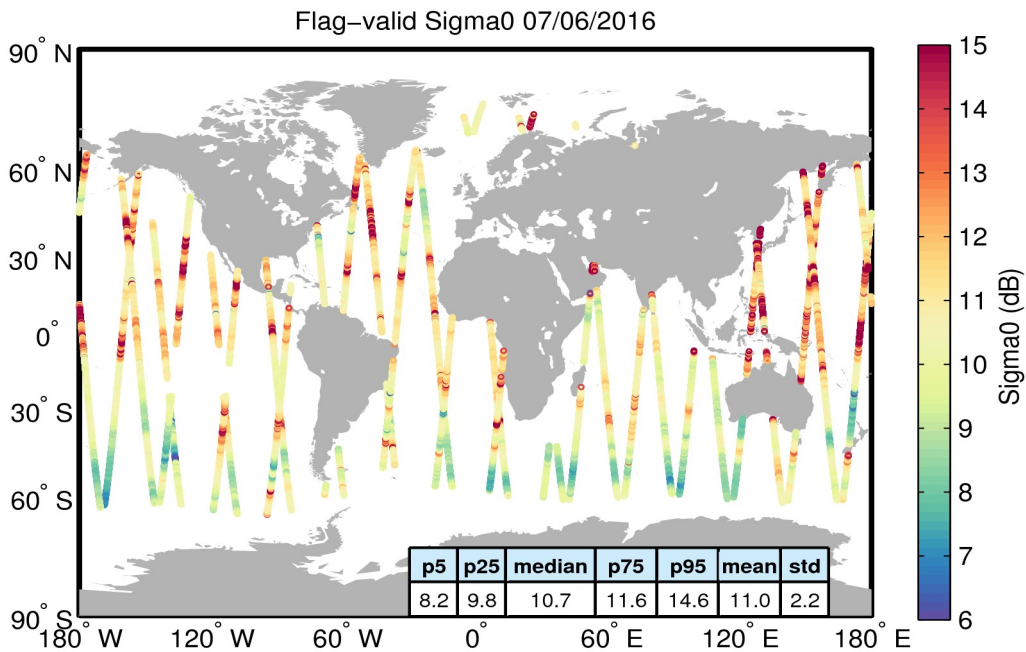 Flag−valid Sigma0 07/06/2016
90° N
60° N
30° N
0°
30° S
60° S
90° S
180° W
120° W
60° W
0°
60° E
120° E
180° E
p5 p25 median p75 p95 mean std
8.2 9.8 10.7 11.6 14.6 11.0 2.2
15
14
13
12
11
10
9
8
7
6
Sigma0 (dB)